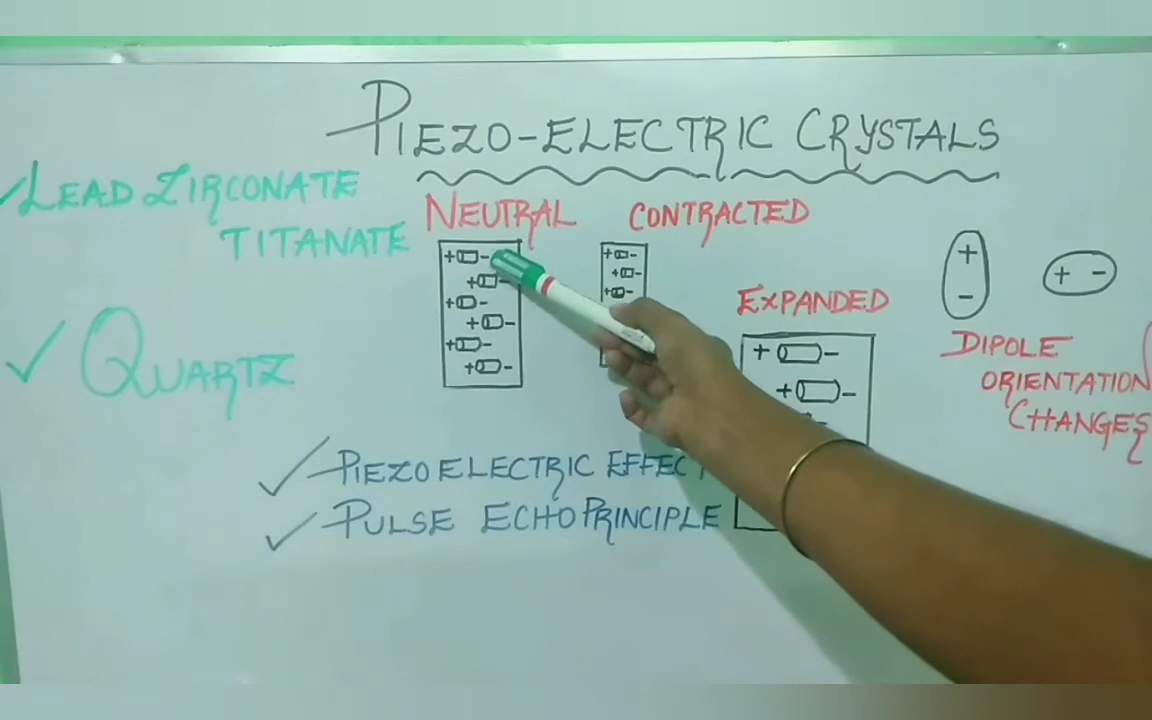 PIEZO-ELECTRIC CRYSTALS
✓LEAD ZIRCONATE
TITANATE
✓ QUARTZ
NEUTRAL
+ -
+ -
+ -
+ -
+ -
+ -
CONTRACTED
+ -
+ -
+ -
EXPANDED
+ -
+ -
+
-
+ -
DIPOLE
ORIENTATION
CHANGES
✓ PIEZOELECTRIC EFFECT
✓ PULSE ECHO PRINCIPLE